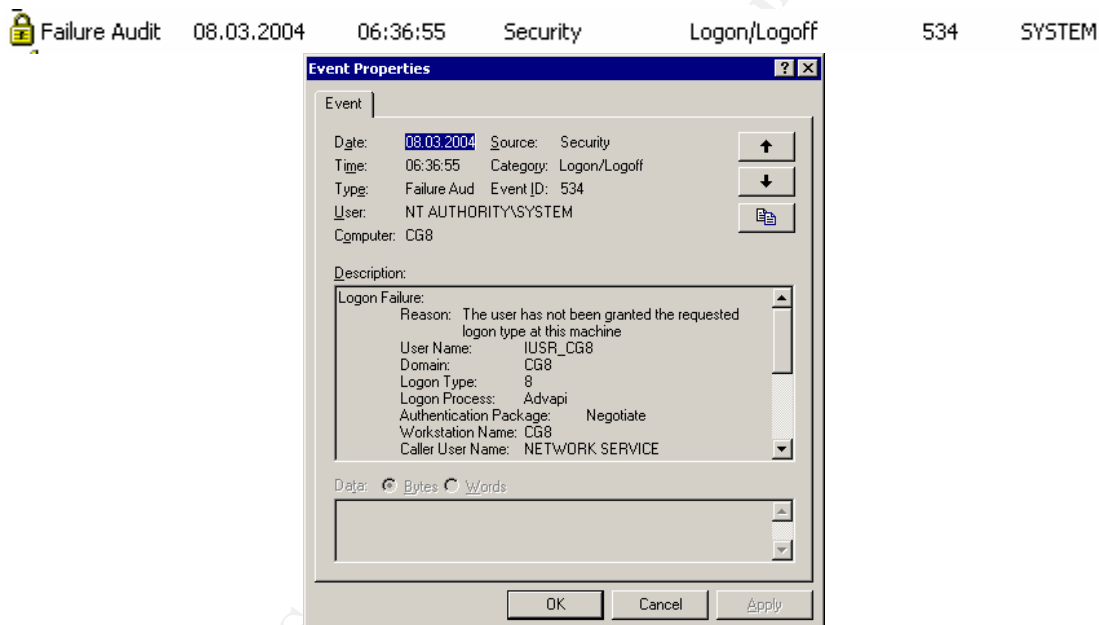 Failure Audit 08.03.2004 06:36:55 Security Logon/Logoff 534 SYSTEM
Event Properties
Event
Date: 08.03.2004 Source: Security
Time: 06:36:55 Category: Logon/Logoff
Type: Failure Aud Event ID: 534
User: NT AUTHORITY\SYSTEM
Computer: CG8
Description:
Logon Failure:
Reason: The user has not been granted the requested
logon type at this machine
User Name: IUSR_CG8
Domain: CG8
Logon Type: 8
Logon Process: Advapi
Authentication Package: Negotiate
Workstation Name: CG8
Caller User Name: NETWORK SERVICE
Data: Bytes Words
OK Cancel Apply